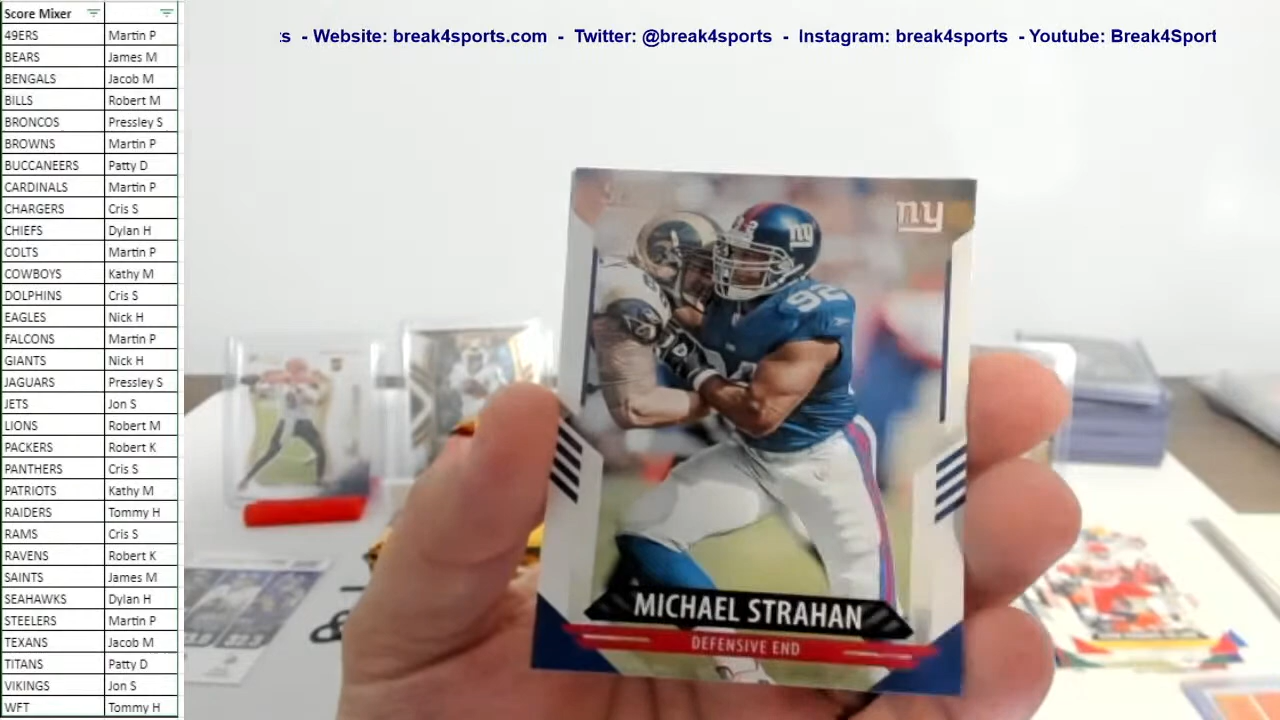 Score Mixer
49ERS Martin P
BEARS James M
BENGALS Jacob M
BILLS Robert M
BRONCOS Pressley S
BROWNS Martin P
BUCCANEERS Patty D
CARDINALS Martin P
CHARGERS Cris S
CHIEFS Dylan H
COLTS Martin P
COWBOYS Kathy M
DOLPHINS Cris S
EAGLES Nick H
FALCONS Martin P
GIANTS Nick H
JAGUARS Pressley S
JETS Jon S
LIONS Robert M
PACKERS Robert K
PANTHERS Cris S
PATRIOTS Kathy M
RAIDERS Tommy H
RAMS Cris S
RAVENS Robert K
SAINTS James M
SEAHAWKS Dylan H
STEELERS Martin P
TEXANS Jacob M
TITANS Patty D
VIKINGS Jon S
WFT Tommy H
s - Website: break4sports.com - Twitter: @break4sports - Instagram: break4sports - Youtube: Break4Sport
ny
ny
92
MICHAEL STRAHAN
DEFENSIVE END